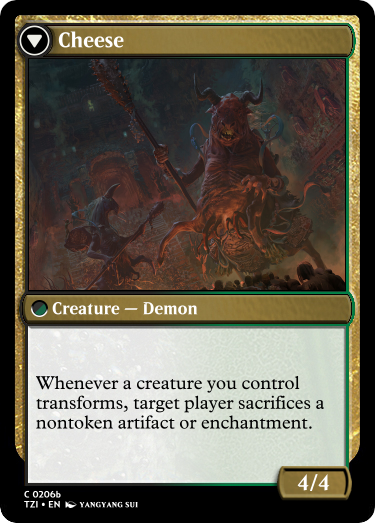 Cheese
Creature — Demon
Whenever a creature you control
transforms, target player sacrifices a
nontoken artifact or enchantment.
4/4
C 0206b
TZI • EN YANGYANG SUI